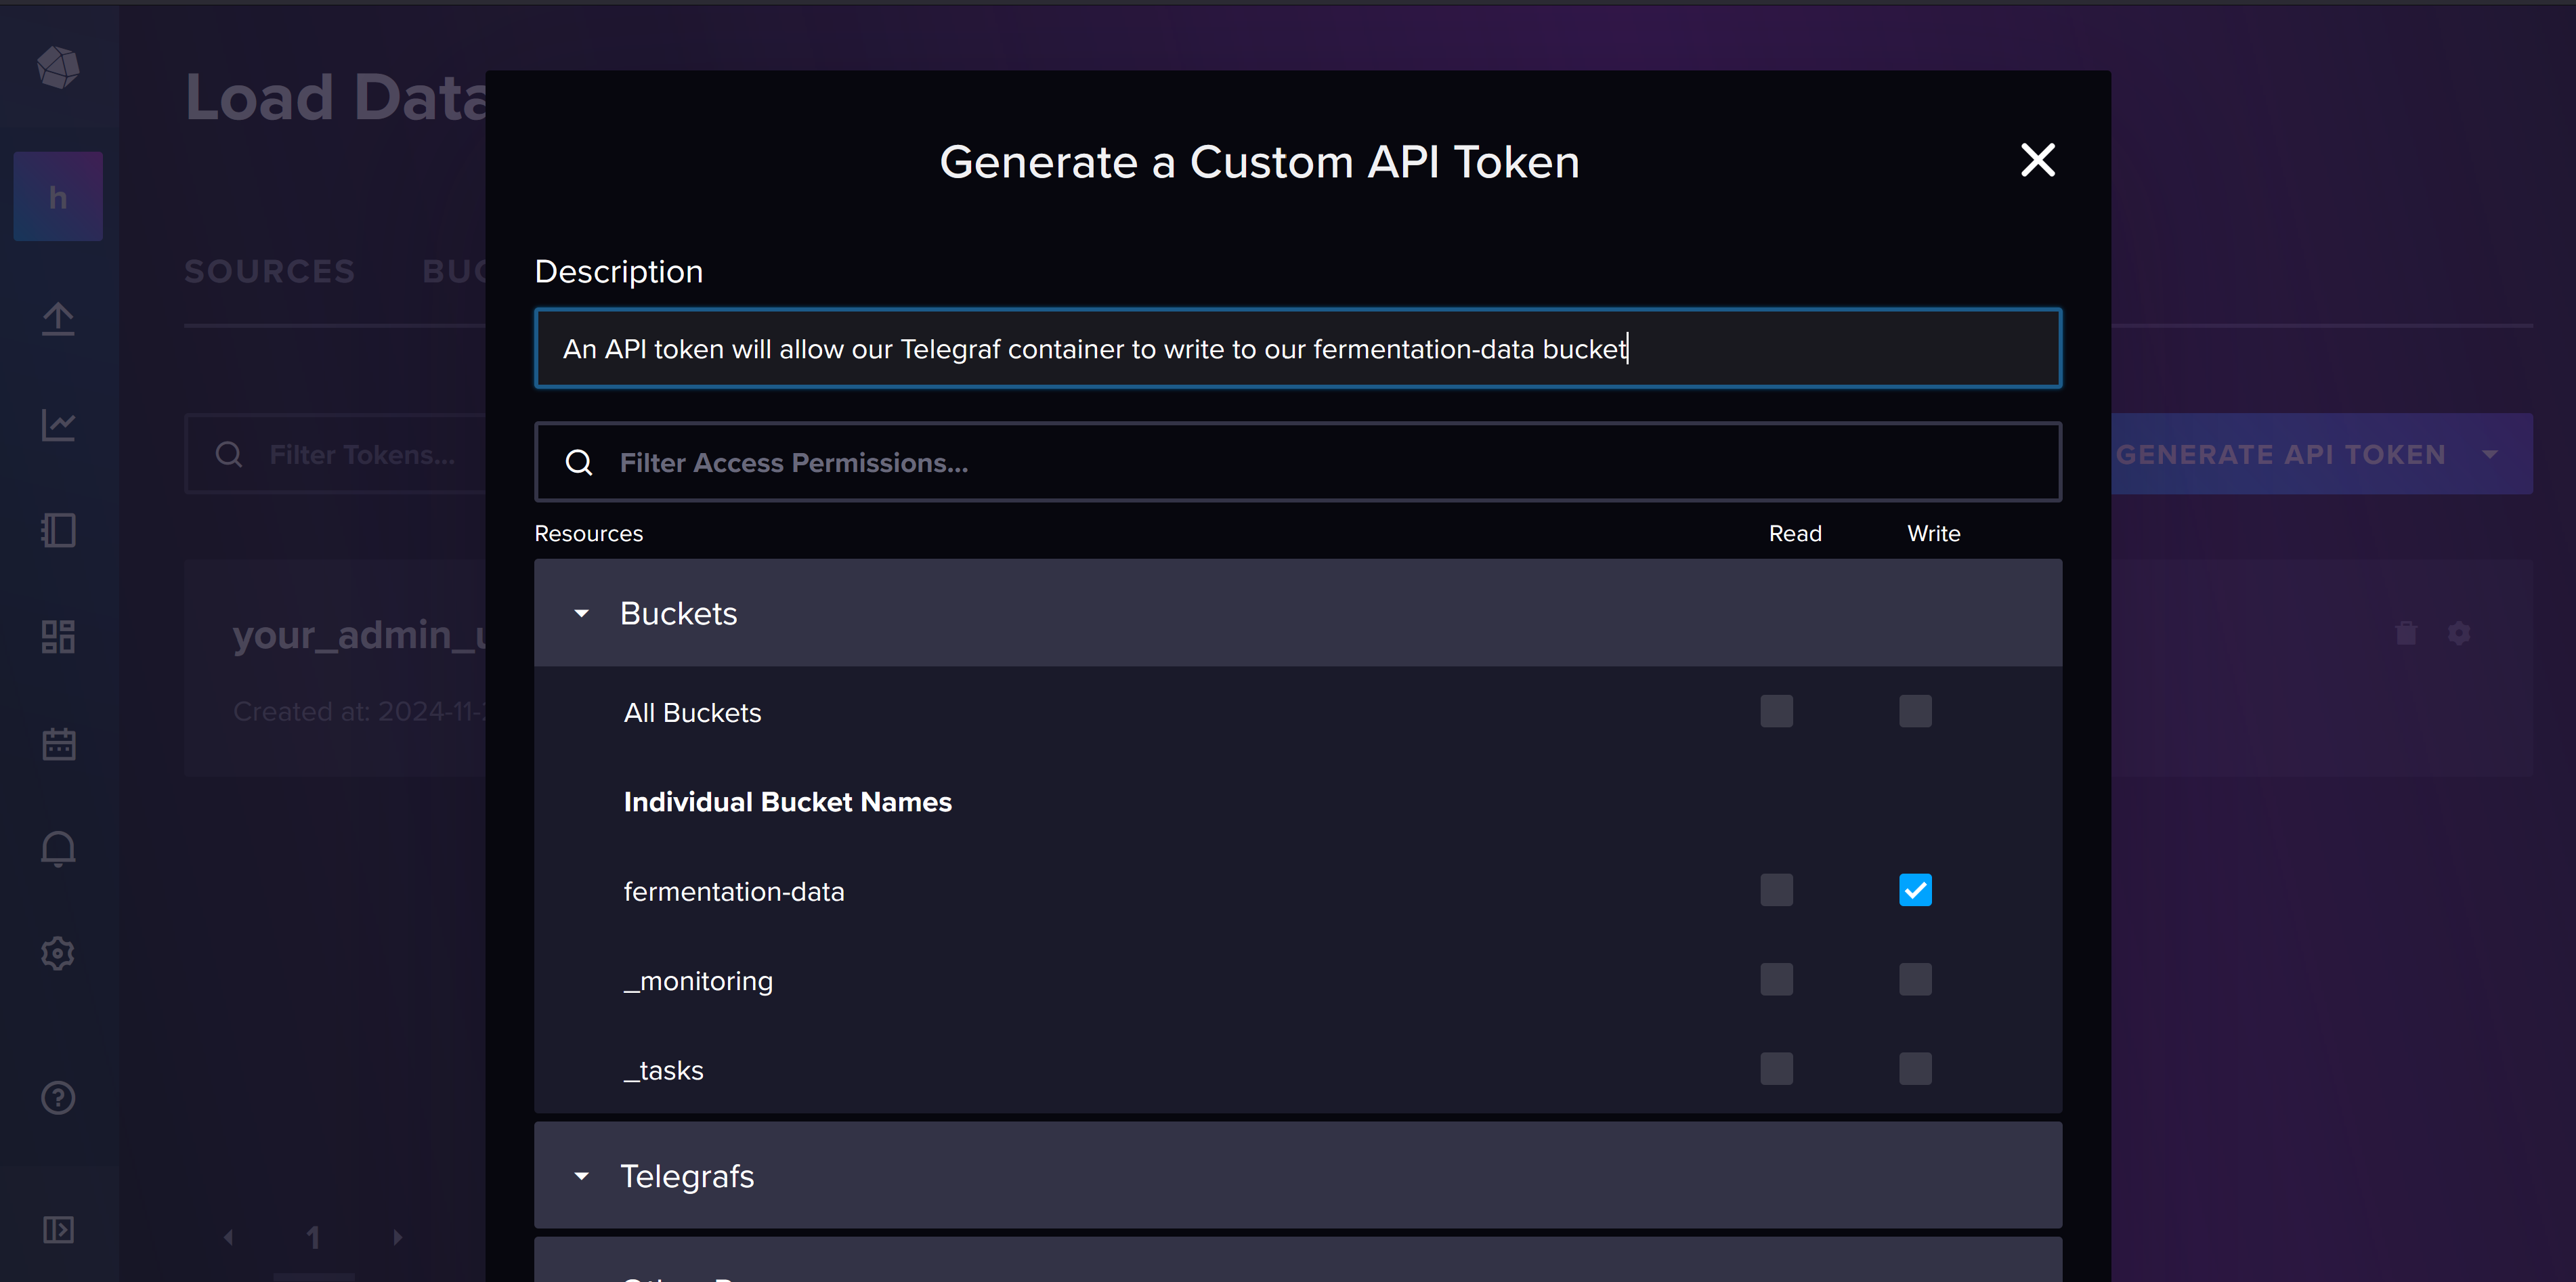 Load Data
h
SOURCES
Filter Tokens...
GENERATE API TOKEN
your_admin_
Created at: 2024-11-
1
Generate a Custom API Token
Description
An API token will allow our Telegraf container to write to our fermentation-data bucket
Filter Access Permissions...
Resources Read Write
Buckets
All Buckets
Individual Bucket Names
fermentation-data
_monitoring
_tasks
Telegrafs